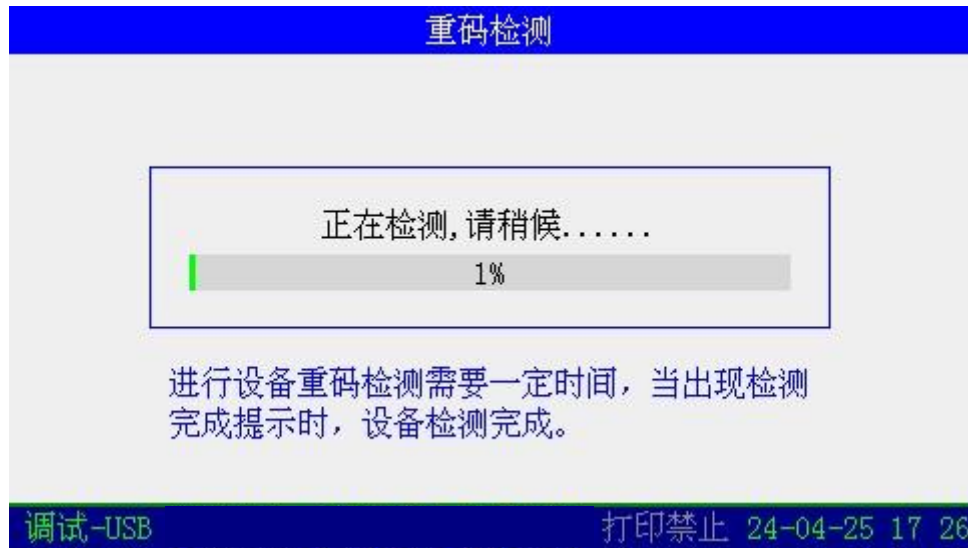 重码检测
正在检测,请稍候......
1%
进行设备重码检测需要一定时间，当出现检测
完成提示时，设备检测完成。
调试-USB 打印禁止 24-04-25 17 26